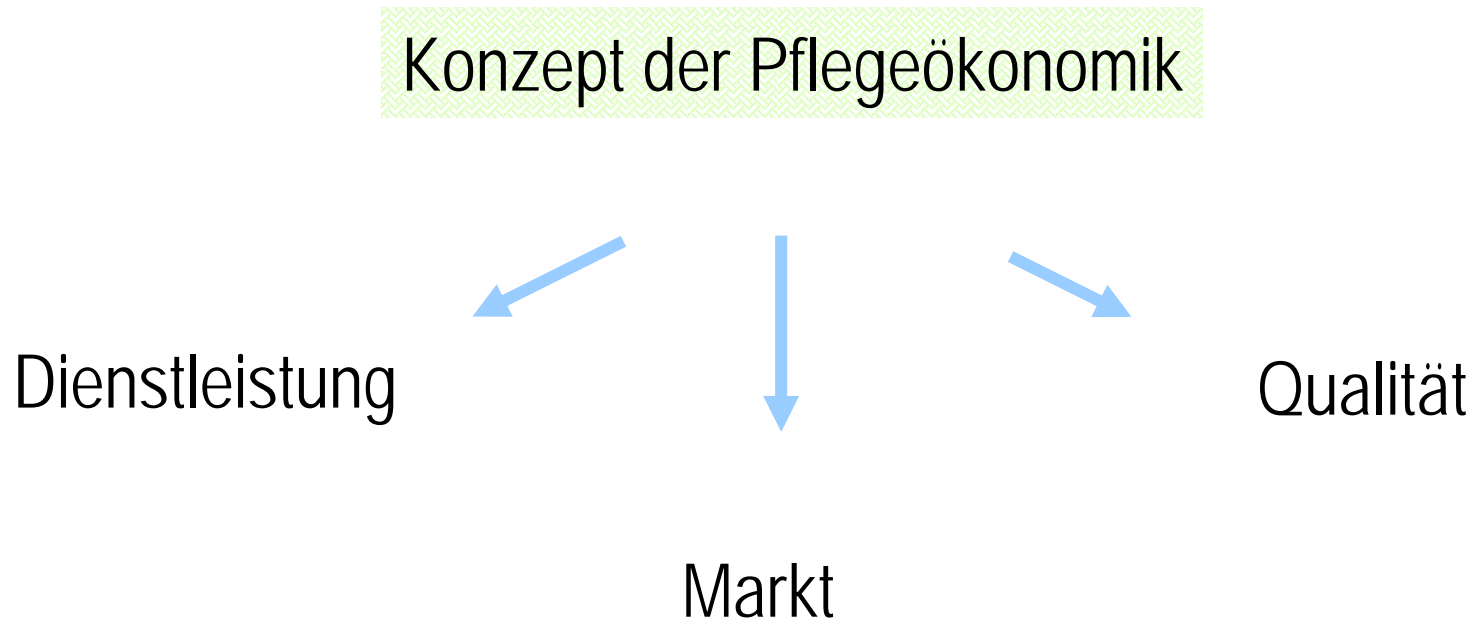 Konzept der Pflegeökonomik
Dienstleistung
Qualität
Markt